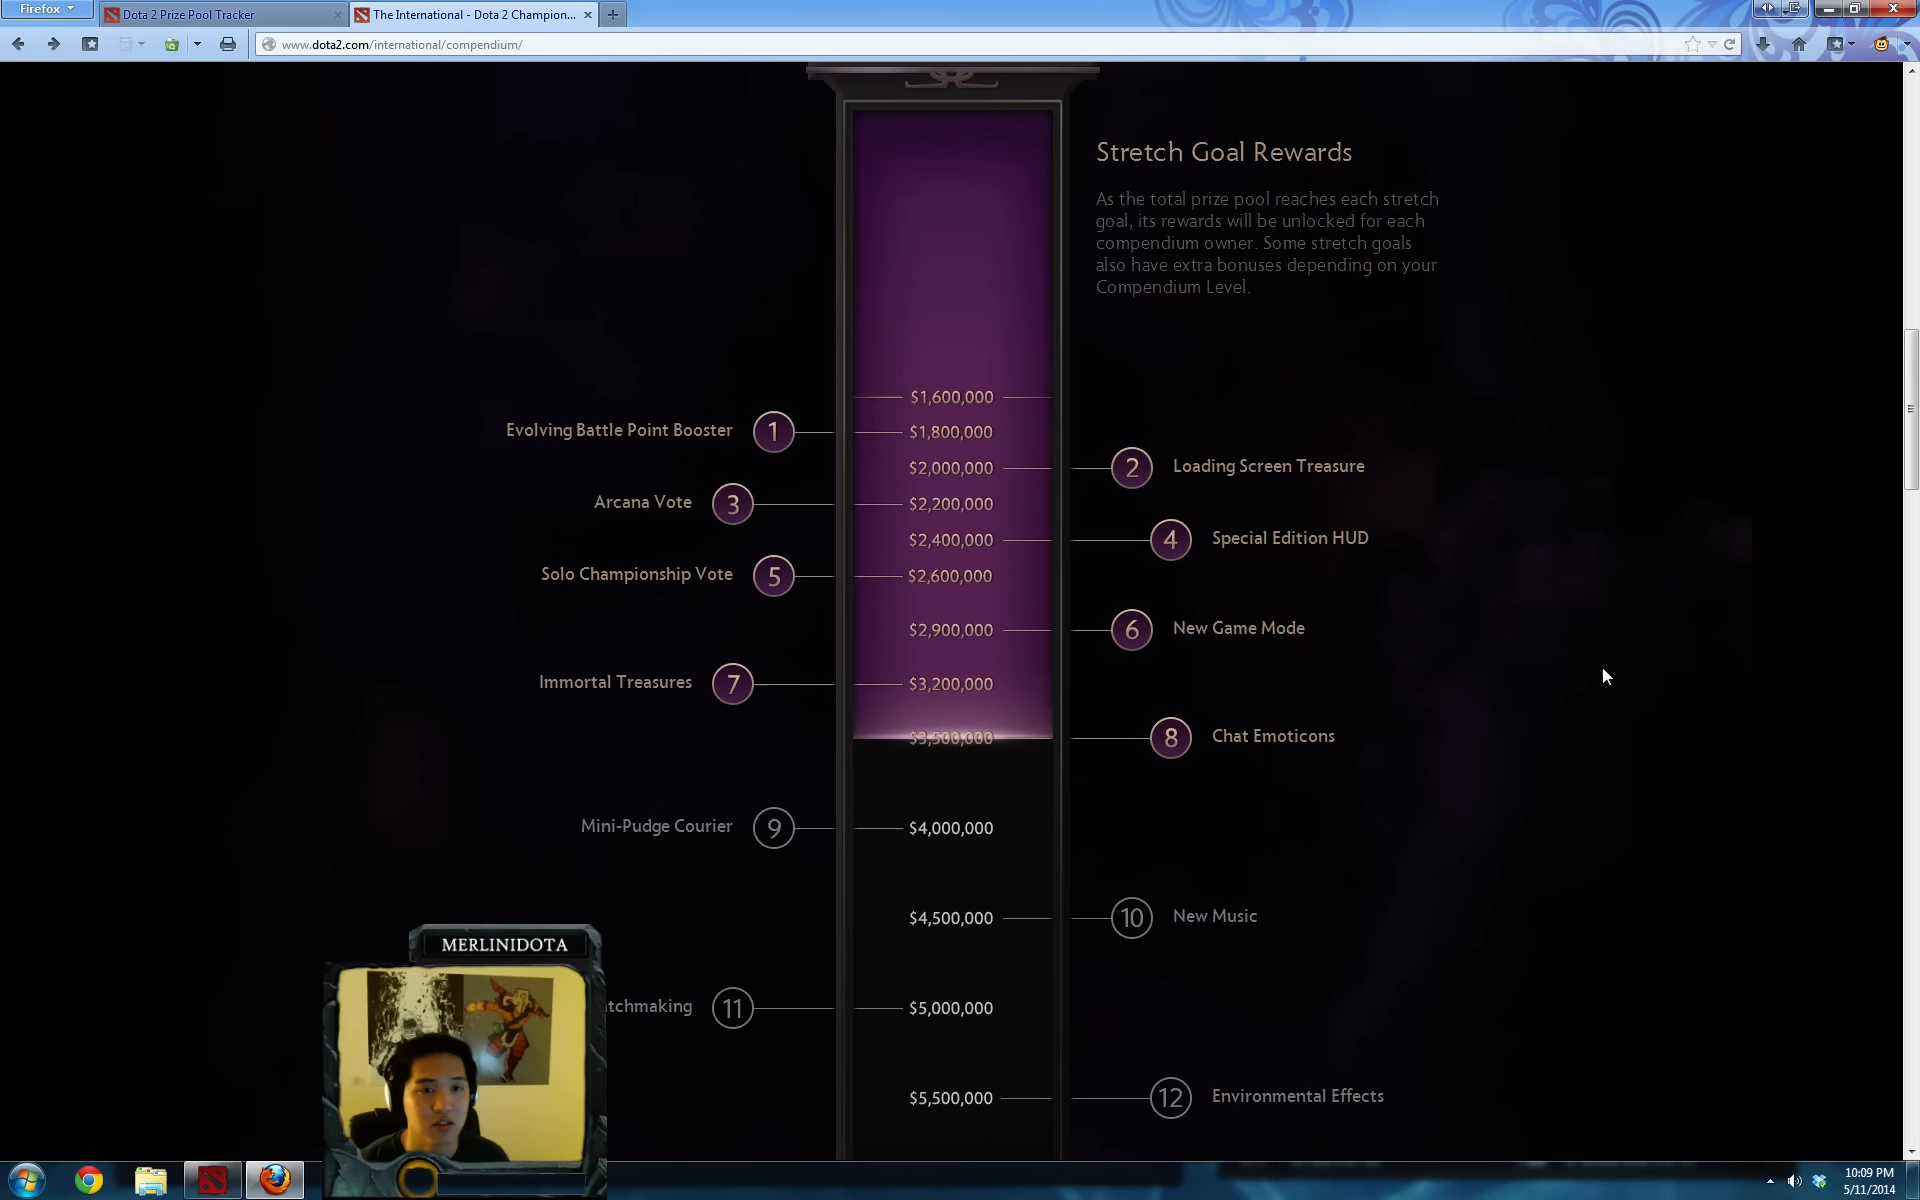 Firefox
Dota 2 Prize Pool Tracker
The International - Dota 2 Champion...
www.dota2.com/international/compendium/
Stretch Goal Rewards
As the total prize pool reaches each stretch
goal, its rewards will be unlocked for each
compendium owner. Some stretch goals
also have extra bonuses depending on your
Compendium Level.
$1,600,000
Evolving Battle Point Booster 1 $1,800,000
$2,000,000 2 Loading Screen Treasure
Arcana Vote 3 $2,200,000
$2,400,000 4 Special Edition HUD
Solo Championship Vote 5 $2,600,000
$2,900,000 6 New Game Mode
Immortal Treasures 7 $3,200,000
$3,500,000 8 Chat Emoticons
Mini-Pudge Courier 9 $4,000,000
$4,500,000 10 New Music
MERLINIDOTA
tchmaking 11 $5,000,000
$5,500,000 12 Environmental Effects
10:09 PM
5/11/2014